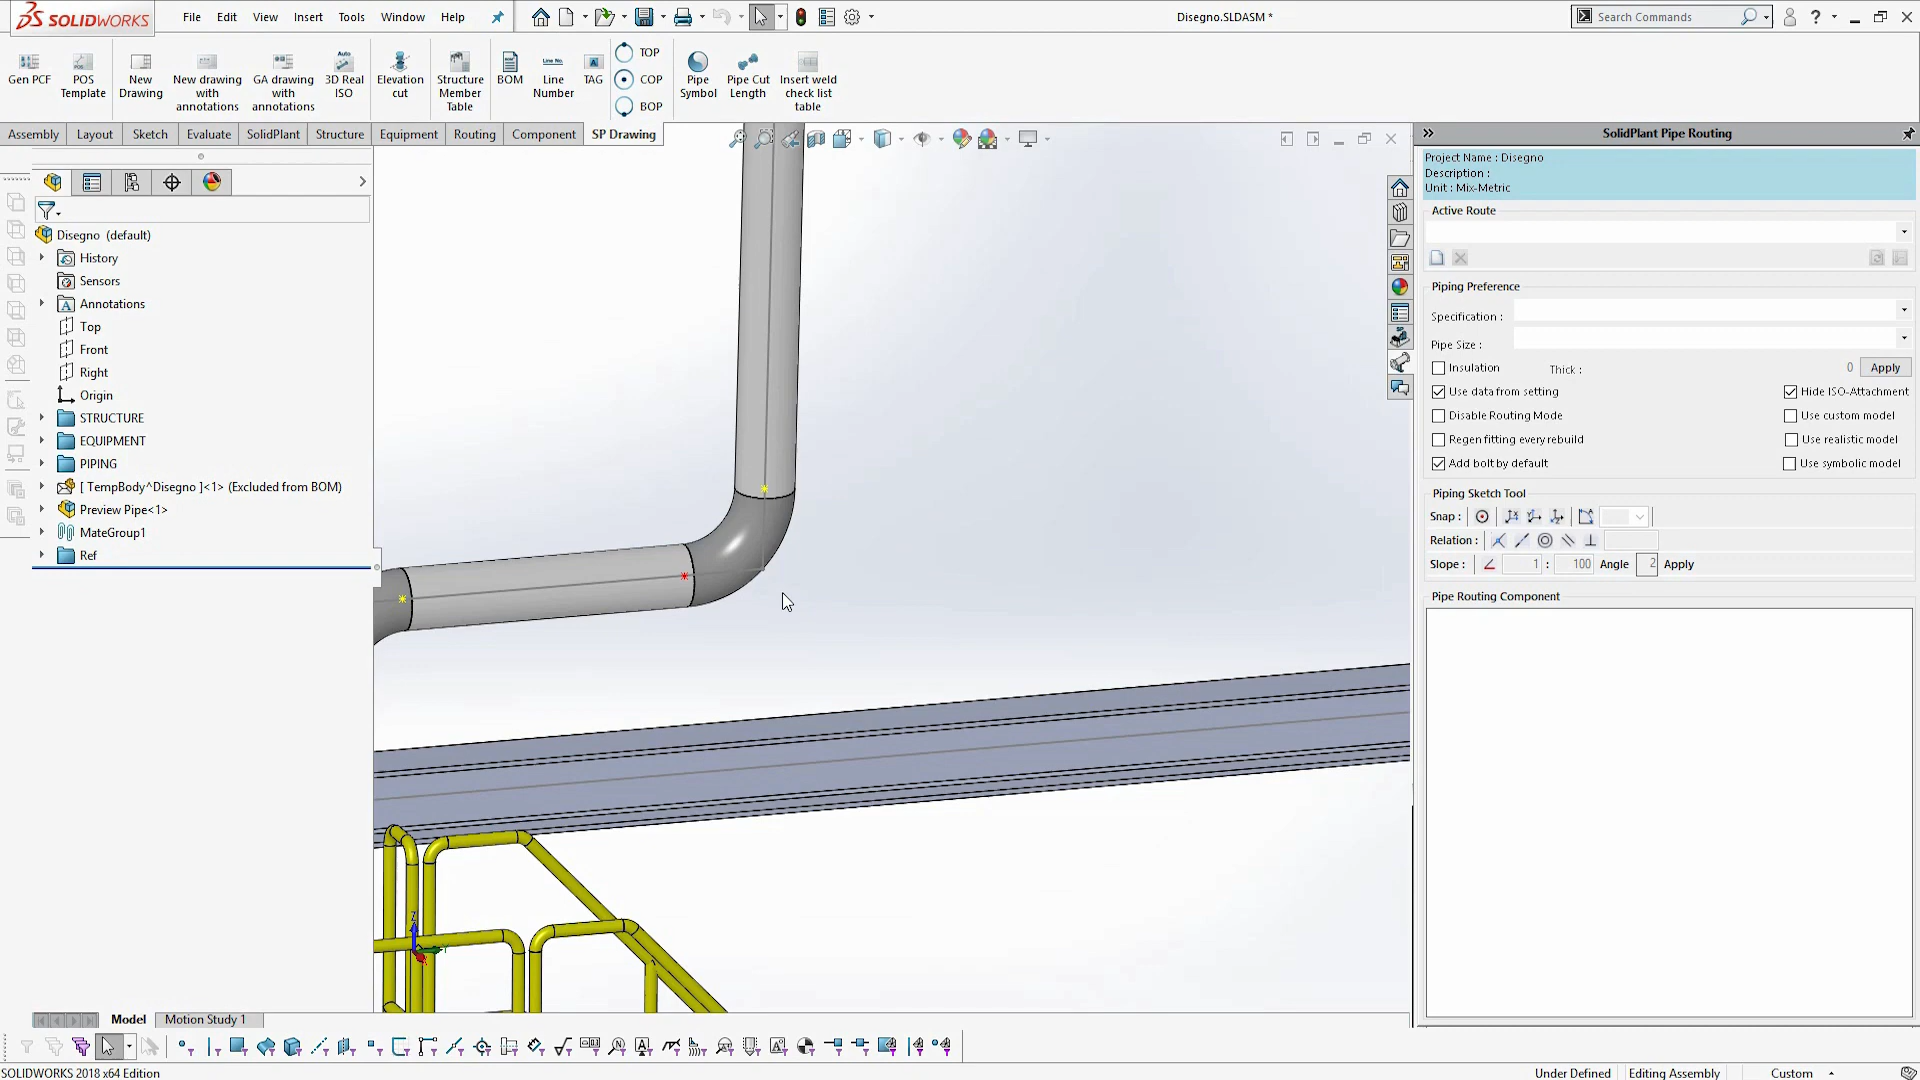 SOLIDWORKS
File Edit View Insert Tools Window Help
Disegno.SLDASM *
Search Commands
Gen PCF
POS Template
New Drawing
New drawing with annotations
GA drawing with annotations
3D Real ISO
Elevation cut
Structure Member Table
BOM
Line Number
TAG
TOP
COP
BOP
Pipe Symbol
Pipe Cut Length
Insert weld check list table
Assembly Layout Sketch Evaluate SolidPlant Structure Equipment Routing Component SP Drawing
Disegno (default)
History
Sensors
Annotations
Top
Front
Right
Origin
STRUCTURE
EQUIPMENT
PIPING
[ TempBody^Disegno ]<1> (Excluded from BOM)
Preview Pipe<1>
MateGroup1
Ref
Z
SolidPlant Pipe Routing
Project Name : Disegno
Description :
Unit : Mix-Metric
Active Route
Piping Preference
Specification :
Pipe Size :
Insulation Thick : 0 Apply
Use data from setting Hide ISO-Attachment
Disable Routing Mode Use custom model
Regen fitting every rebuild Use realistic model
Add bolt by default Use symbolic model
Piping Sketch Tool
Snap :
Relation :
Slope : 1 : 100 Angle 2 Apply
Pipe Routing Component
Model Motion Study 1
SOLIDWORKS 2018 x64 Edition
Under Defined Editing Assembly Custom